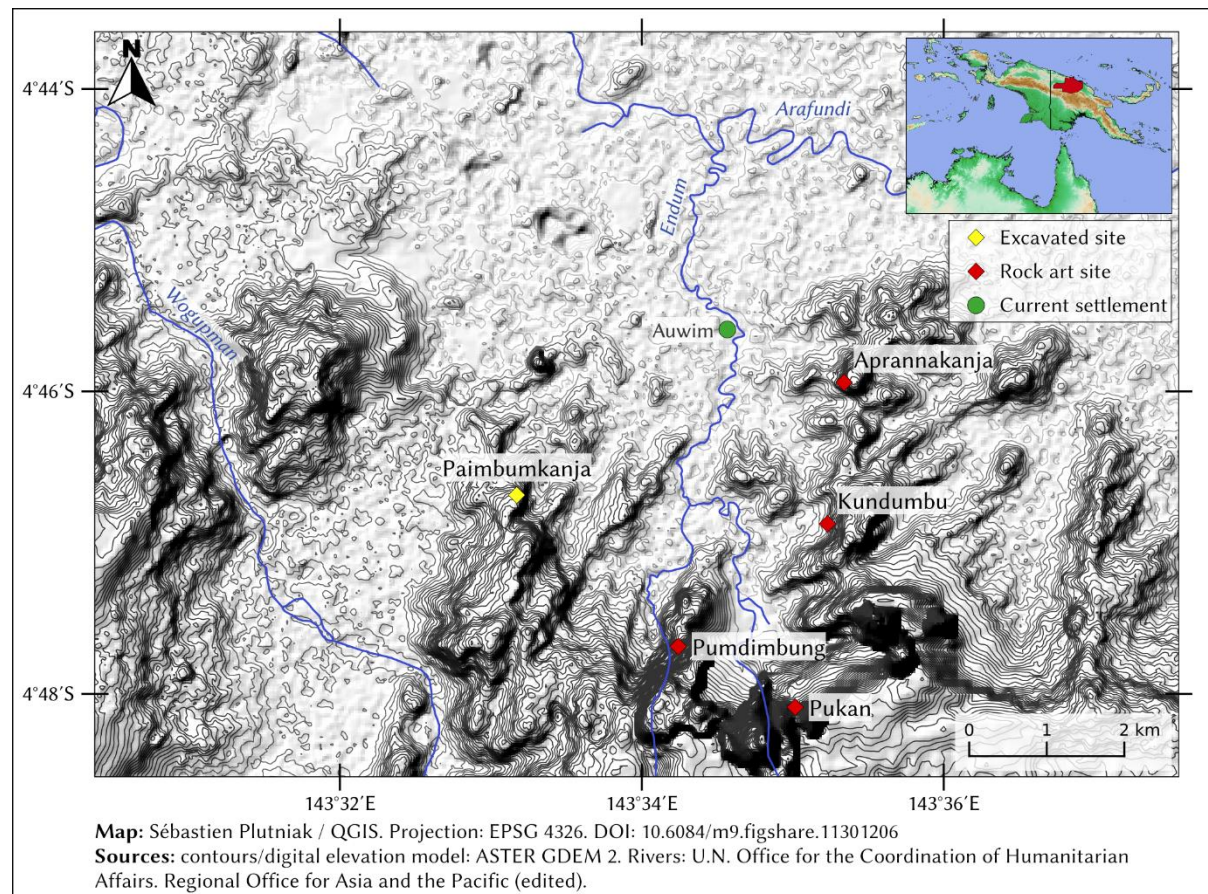 N
4°44'S
Arafundi
Endum
Excavated site
Rock art site
Current settlement
Wogupman
Auwim
Aprannakanja
4°46'S
Paimbumkanja
Kundumbu
Pumdimbung
4°48'S
Pukan
0 1 2 km
143°32'E 143°34'E 143°36'E
Map: Sébastien Plutniak / QGIS. Projection: EPSG 4326. DOI: 10.6084/m9.figshare.11301206
Sources: contours/digital elevation model: ASTER GDEM 2. Rivers: U.N. Office for the Coordination of Humanitarian
Affairs. Regional Office for Asia and the Pacific (edited).